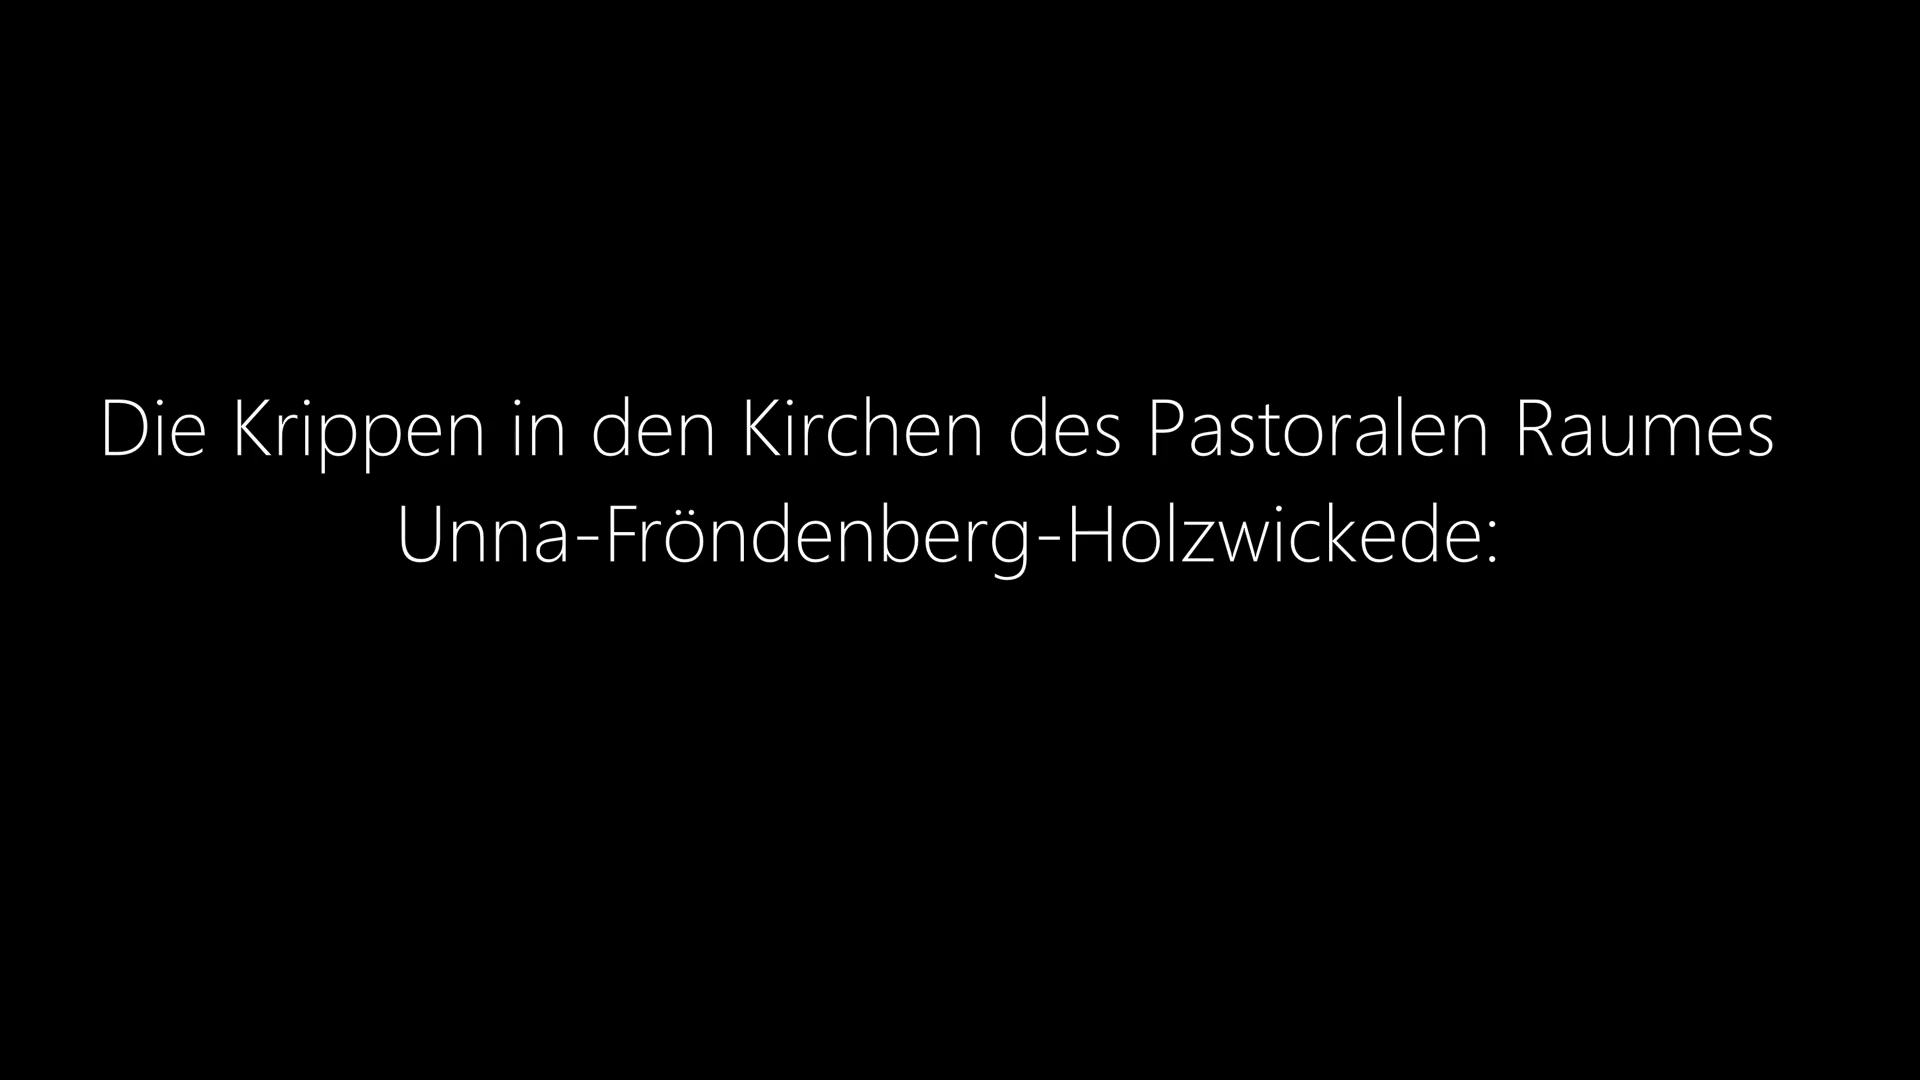 Die Krippen in den Kirchen des Pastoralen Raumes
Unna-Fröndenberg-Holzwickede: